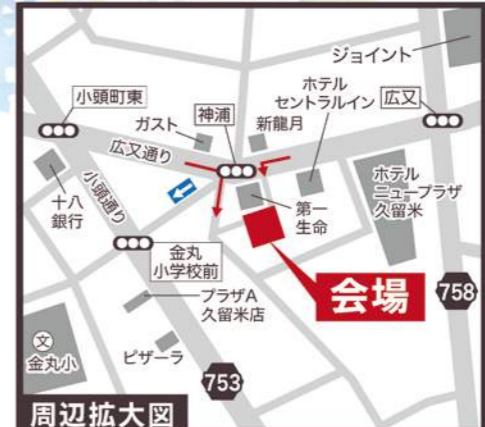 ジョイント
ホテル
セントラルイン
広又
小頭町東
神浦
ガスト
新龍月
広又通り
小頭通り
十八
銀行
第一
生命
ホテル
ニュープラザ
久留米
金丸
小学校前
会場
758
プラザA
久留米店
文
金丸小
ピザーラ
753
周辺拡大図